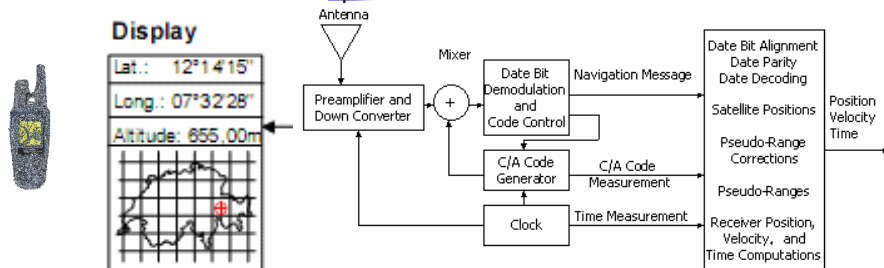 Display
Lat.: 12°14'15"
Long.: 07°32'28"
Altitude: 655.00m
Antenna
Preamplifier and
Down Converter
Mixer
+
Date Bit
Demodulation
and
Code Control
C/A Code
Generator
Clock
Navigation Message
C/A Code
Measurement
Time Measurement
Date Bit Alignment
Date Parity
Date Decoding
Satellite Positions
Pseudo-Range
Corrections
Pseudo-Ranges
Receiver Position,
Velocity, and
Time Computations
Position
Velocity
Time